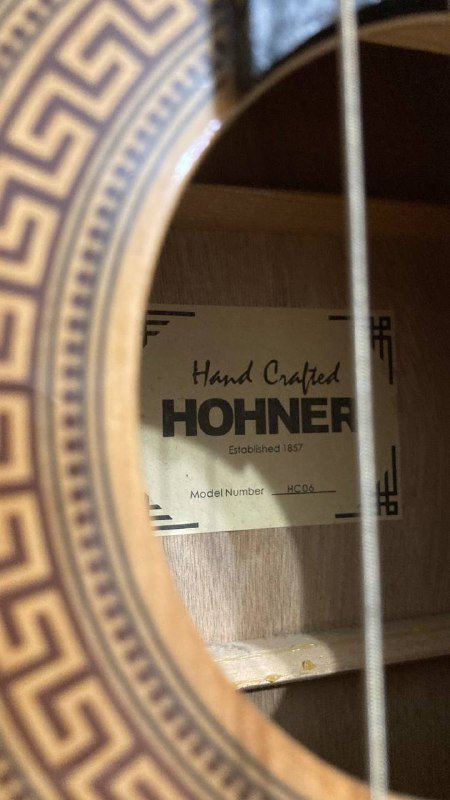 Hand Crafted
HOHNER
Established 1857
Model Number HC06